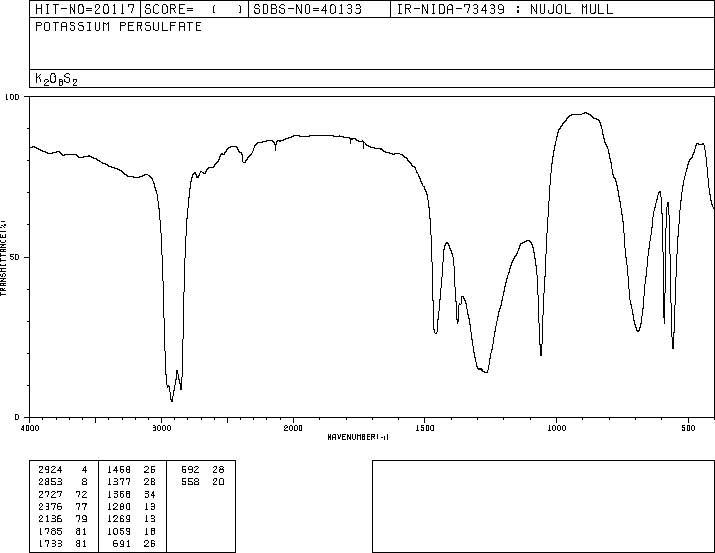 HIT-NO=20117 SCORE= ( ) SDBS-NO=40133 IR-NIDA-73439 : NUJOL MULL
POTASSIUM PERSULFATE
K2O8S2
100
50
0
TRANSMITTANCE(%)
4000 3000 2000 1500 1000 500
WAVENUMBER(-1)
2924 4 1458 26 592 28
2853 8 1377 28 558 20
2727 72 1368 34
2376 77 1280 13
2136 79 1269 13
1785 81 1059 18
1733 81 691 26